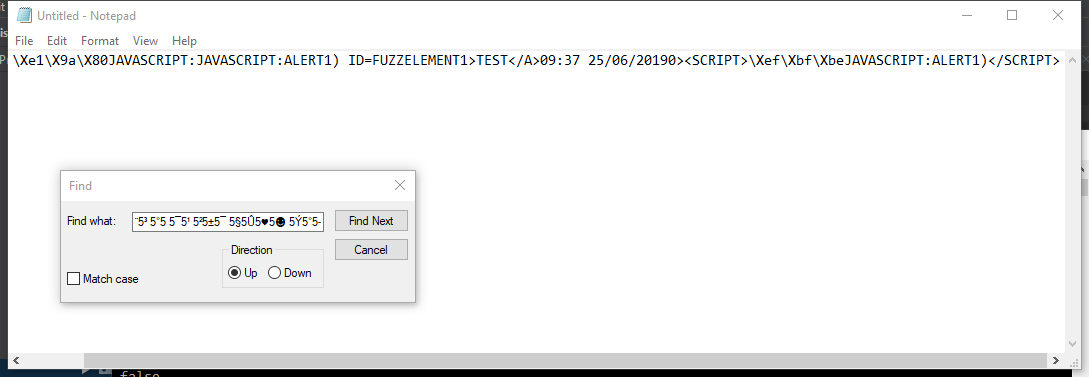 Untitled - Notepad
File Edit Format View Help
\Xe1\X9a\X80JAVASCRIPT:JAVASCRIPT:ALERT1) ID=FUZZELEMENT1>TEST</A>09:37 25/06/20190><SCRIPT>\Xef\Xbf\XbeJAVASCRIPT:ALERT1)</SCRIPT>
Find
Find what: ¨5³ 5°5 5¯5¹ 5²5±5¯ 5§5Û5♥5☻ 5Ý5°5-
Find Next
Direction
Cancel
Match case
Up Down
false